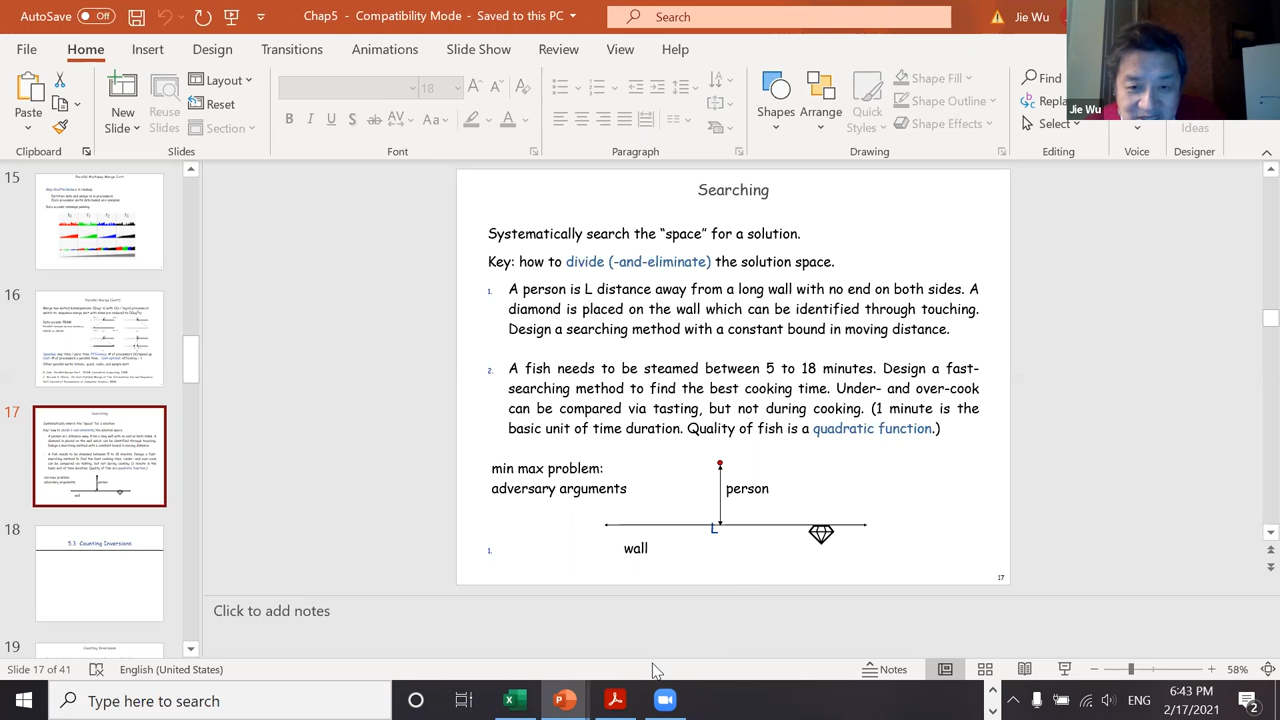 AutoSave Off Chap5 - Compatibility Mode - Saved to this PC Search Jie Wu
File Home Insert Design Transitions Animations Slide Show Review View Help
Paste New Slide Reuse Slides Layout Reset Section
Shapes Arrange Quick Styles Shape Fill Shape Outline Shape Effects
Find Select Ideas
Clipboard Slides Font Paragraph Drawing Editing Voice Designer
Jie Wu
15
16
17
18
5.3 Counting Inversions
19
Searching
Systematically search the “space” for a solution.
Key: how to divide (-and-eliminate) the solution space.
1. A person is L distance away from a long wall with no end on both sides. A
diamond is placed on the wall which can be identified through touching.
Design a searching method with a constant bound in moving distance.
2. A fish needs to be steamed between 5 to 18 minutes. Design a fast-
searching method to find the best cooking time. Under- and over-cook
can be compared via tasting, but not during cooking. (1 minute is the
basic unit of time duration. Quality of fish is a quadratic function.)
min max problem:
adversary arguments
person
L
wall
1.
17
Click to add notes
Slide 17 of 41 English (United States) Notes 58%
Type here to search ENG 6:43 PM
2/17/2021 2